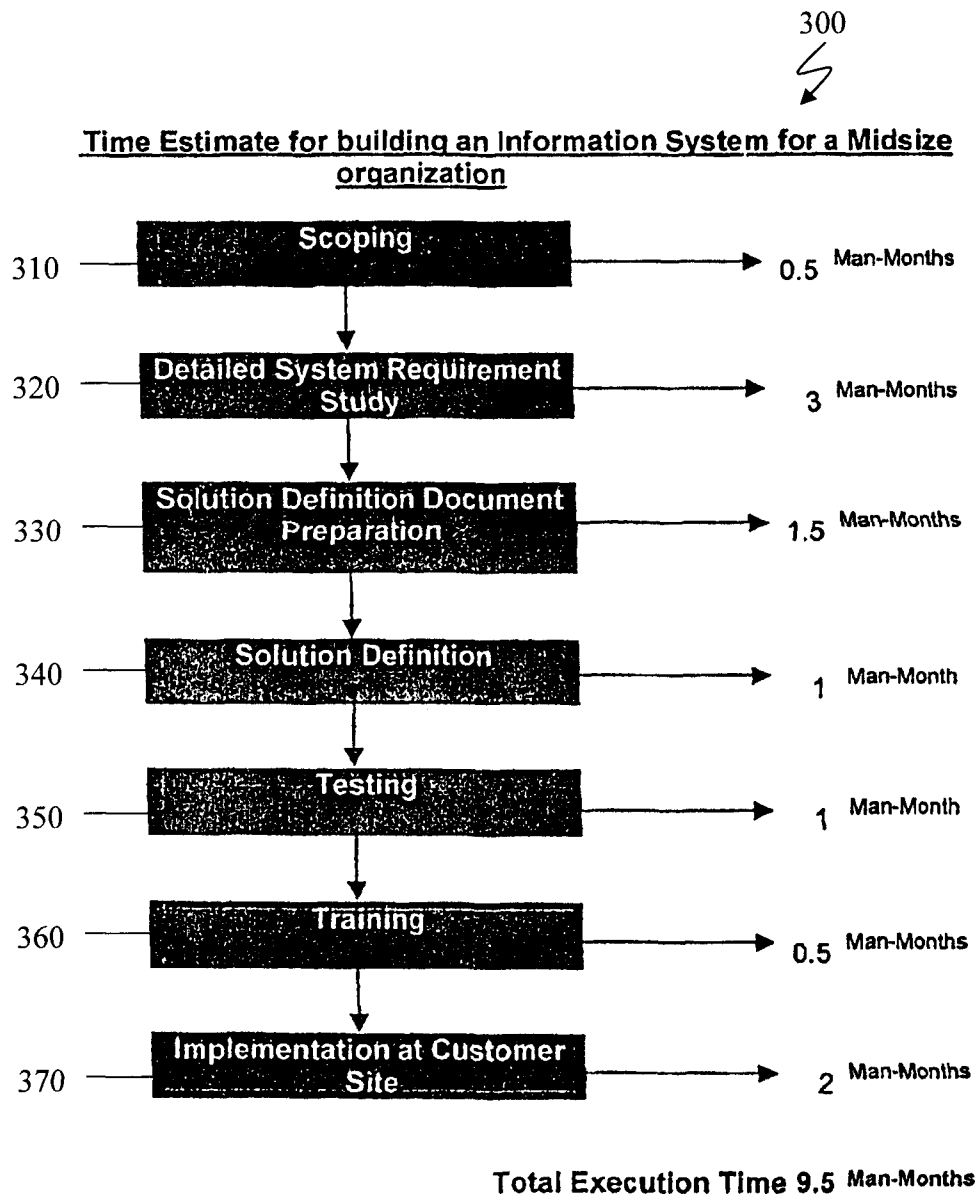 300
Time Estimate for building an Information System for a Midsize
organization
Scoping
310
0.5 Man-Months
Detailed System Requirement
Study
320
3 Man-Months
Solution Definition Document
Preparation
330
1.5 Man-Months
Solution Definition
340
1 Man-Month
Testing
350
1 Man-Month
Training
360
0.5 Man-Months
Implementation at Customer
Site
370
2 Man-Months
Total Execution Time 9.5 Man-Months